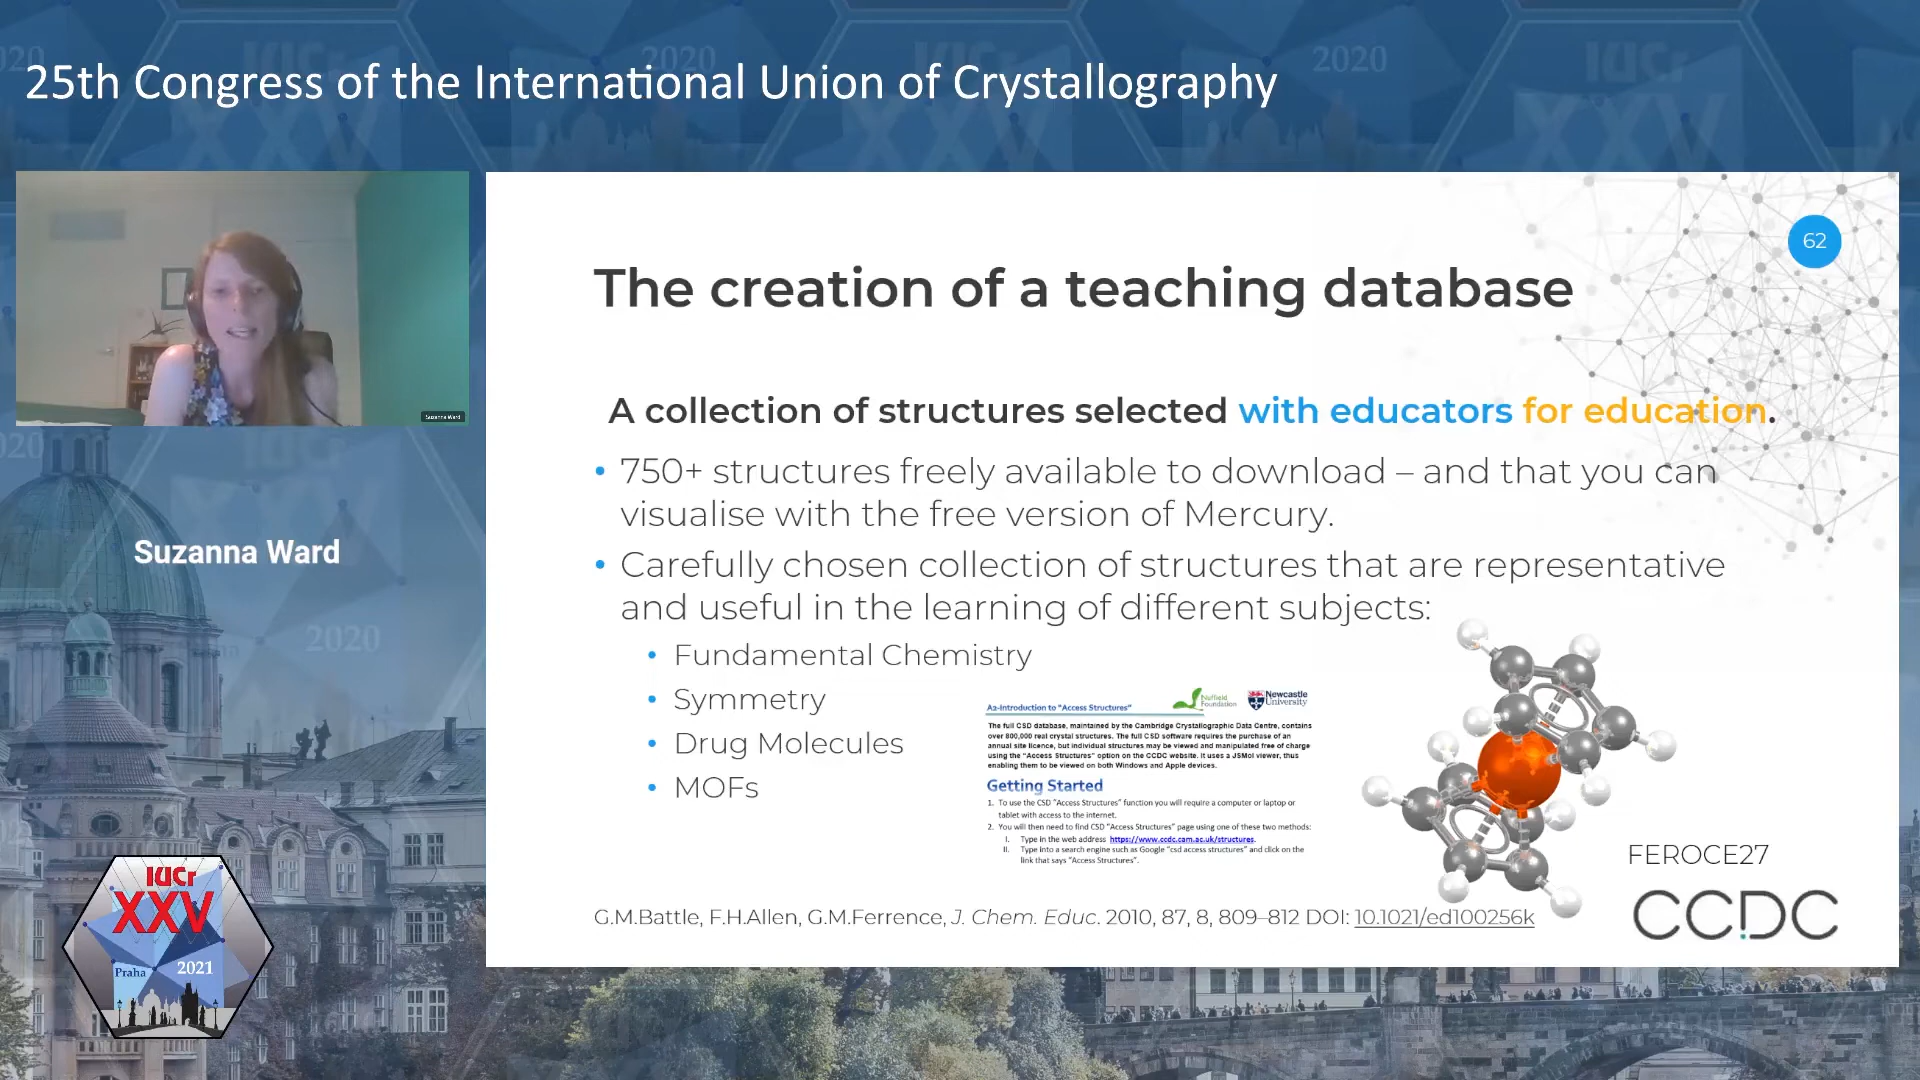 25th Congress of the International Union of Crystallography
Suzanna Ward
Suzanna Ward
IUCr
XXV
Praha
2021
62
The creation of a teaching database
A collection of structures selected with educators for education.
• 750+ structures freely available to download – and that you can
visualise with the free version of Mercury.
• Carefully chosen collection of structures that are representative
and useful in the learning of different subjects:
• Fundamental Chemistry
• Symmetry
• Drug Molecules
• MOFs
A2-Introduction to "Access Structures"
Nuffield
Foundation
Newcastle
University
The full CSD database, maintained by the Cambridge Crystallographic Data Centre, contains
over 800,000 real crystal structures. The full CSD software requires the purchase of an
annual site licence, but individual structures may be viewed and manipulated free of charge
using the "Access Structures" option on the CCDC website. It uses a JSMol viewer, thus
enabling them to be viewed on both Windows and Apple devices.
Getting Started
1. To use the CSD "Access Structures" function you will require a computer or laptop or
tablet with access to the internet.
2. You will then need to find CSD "Access Structures" page using one of these two methods:
I. Type in the web address https://www.ccdc.cam.ac.uk/structures.
II. Type into a search engine such as Google "csd access structures" and click on the
link that says "Access Structures".
FEROCE27
G.M.Battle, F.H.Allen, G.M.Ferrence, J. Chem. Educ. 2010, 87, 8, 809–812 DOI: 10.1021/ed100256k
CCDC
2020
2020
2020